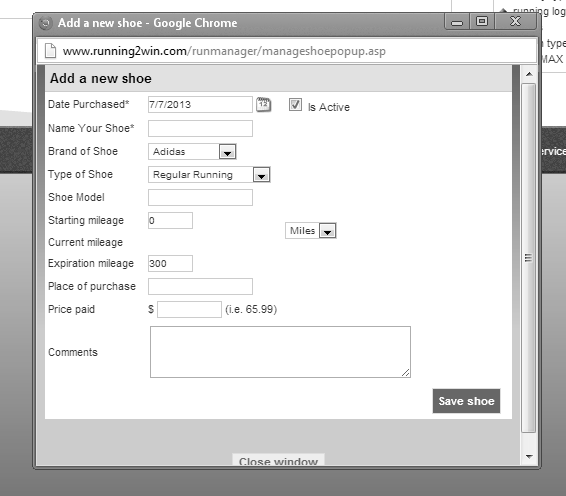 Add a new shoe - Google Chrome
running log
www.running2win.com/runmanager/manageshoepopup.asp
type
MAX
Add a new shoe
Date Purchased* 7/7/2013 12 Is Active
Name Your Shoe*
Brand of Shoe Adidas
ervice
Type of Shoe Regular Running
Shoe Model
Starting mileage 0
Miles
Current mileage
Expiration mileage 300
Place of purchase
Price paid $ (i.e. 65.99)
Comments
Save shoe
Close window